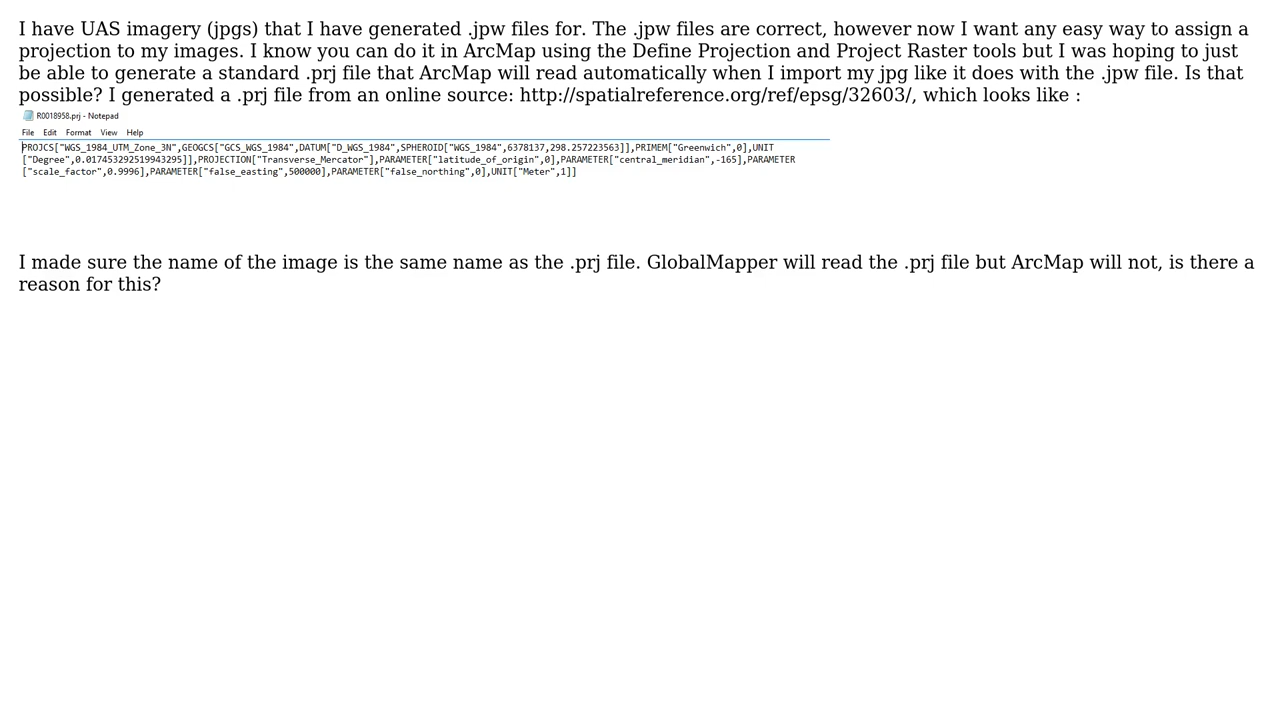 I have UAS imagery (jpgs) that I have generated .jpw files for. The .jpw files are correct, however now I want any easy way to assign a
projection to my images. I know you can do it in ArcMap using the Define Projection and Project Raster tools but I was hoping to just
be able to generate a standard .prj file that ArcMap will read automatically when I import my jpg like it does with the .jpw file. Is that
possible? I generated a .prj file from an online source: http://spatialreference.org/ref/epsg/32603/, which looks like :
R0018958.prj - Notepad
File Edit Format View Help
PROJCS["WGS_1984_UTM_Zone_3N",GEOGCS["GCS_WGS_1984",DATUM["D_WGS_1984",SPHEROID["WGS_1984",6378137,298.257223563]],PRIMEM["Greenwich",0],UNIT
["Degree",0.017453292519943295]],PROJECTION["Transverse_Mercator"],PARAMETER["latitude_of_origin",0],PARAMETER["central_meridian",-165],PARAMETER
["scale_factor",0.9996],PARAMETER["false_easting",500000],PARAMETER["false_northing",0],UNIT["Meter",1]]
I made sure the name of the image is the same name as the .prj file. GlobalMapper will read the .prj file but ArcMap will not, is there a
reason for this?